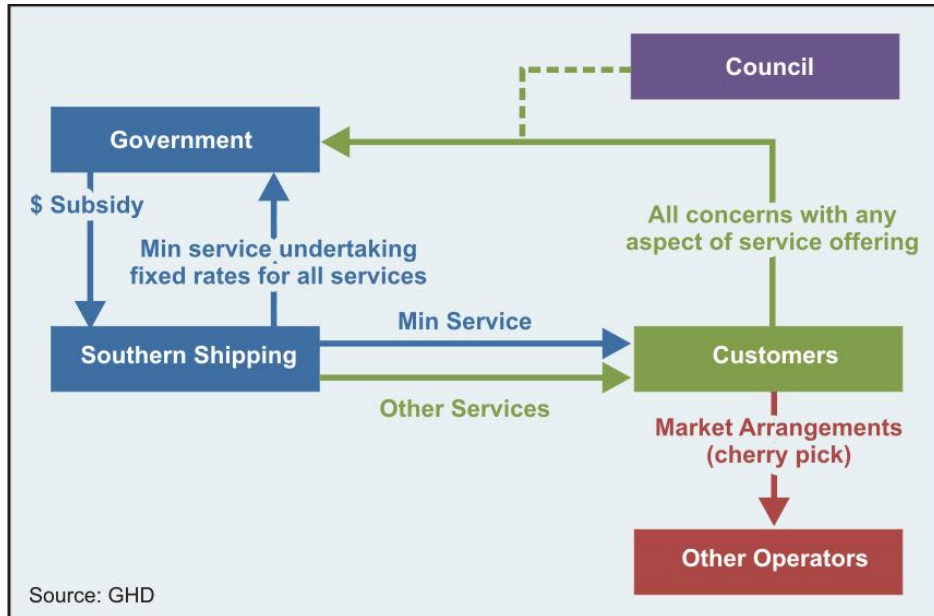 Council
Government
$ Subsidy
Min service undertaking
fixed rates for all services
All concerns with any
aspect of service offering
Southern Shipping
Min Service
Other Services
Customers
Market Arrangements
(cherry pick)
Other Operators
Source: GHD